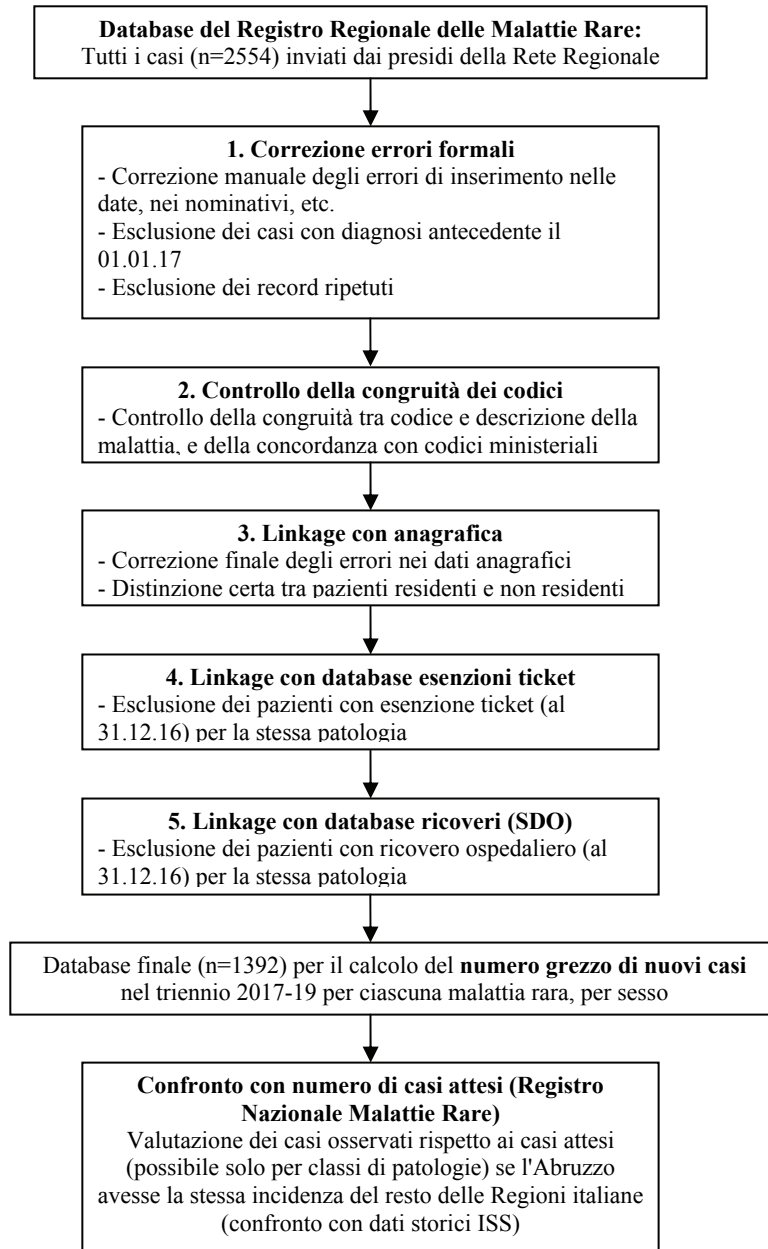 Database del Registro Regionale delle Malattie Rare:
Tutti i casi (n=2554) inviati dai presidi della Rete Regionale
1. Correzione errori formali
- Correzione manuale degli errori di inserimento nelle
date, nei nominativi, etc.
- Esclusione dei casi con diagnosi antecedente il
01.01.17
- Esclusione dei record ripetuti
2. Controllo della congruità dei codici
- Controllo della congruità tra codice e descrizione della
malattia, e della concordanza con codici ministeriali
3. Linkage con anagrafica
- Correzione finale degli errori nei dati anagrafici
- Distinzione certa tra pazienti residenti e non residenti
4. Linkage con database esenzioni ticket
- Esclusione dei pazienti con esenzione ticket (al
31.12.16) per la stessa patologia
5. Linkage con database ricoveri (SDO)
- Esclusione dei pazienti con ricovero ospedaliero (al
31.12.16) per la stessa patologia
Database finale (n=1392) per il calcolo del numero grezzo di nuovi casi
nel triennio 2017-19 per ciascuna malattia rara, per sesso
Confronto con numero di casi attesi (Registro
Nazionale Malattie Rare)
Valutazione dei casi osservati rispetto ai casi attesi
(possibile solo per classi di patologie) se l'Abruzzo
avesse la stessa incidenza del resto delle Regioni italiane
(confronto con dati storici ISS)